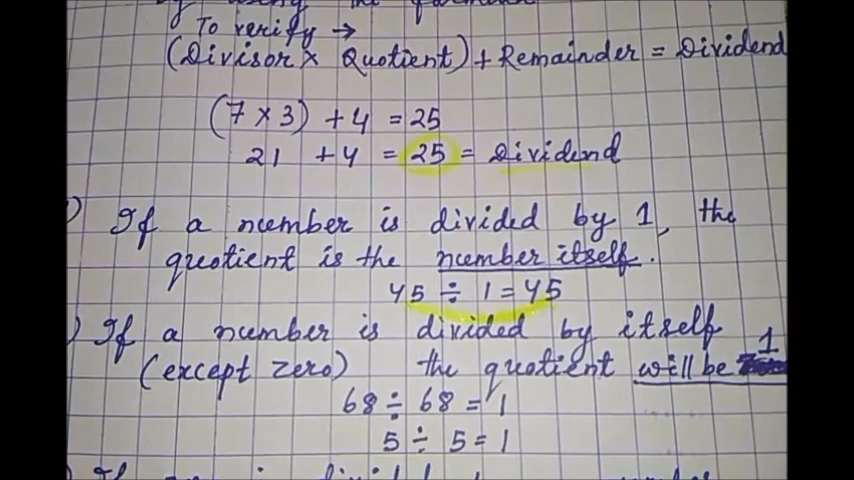 To verify →
(Divisor × Quotient) + Remainder = Dividend
(7 × 3) + 4 = 25
21 + 4 = 25 = Dividend
) If a number is divided by 1, the
quotient is the number itself.
45 ÷ 1 = 45
) If a number is divided by itself
(except zero) the quotient will be 1
68 ÷ 68 = 1
5 ÷ 5 = 1